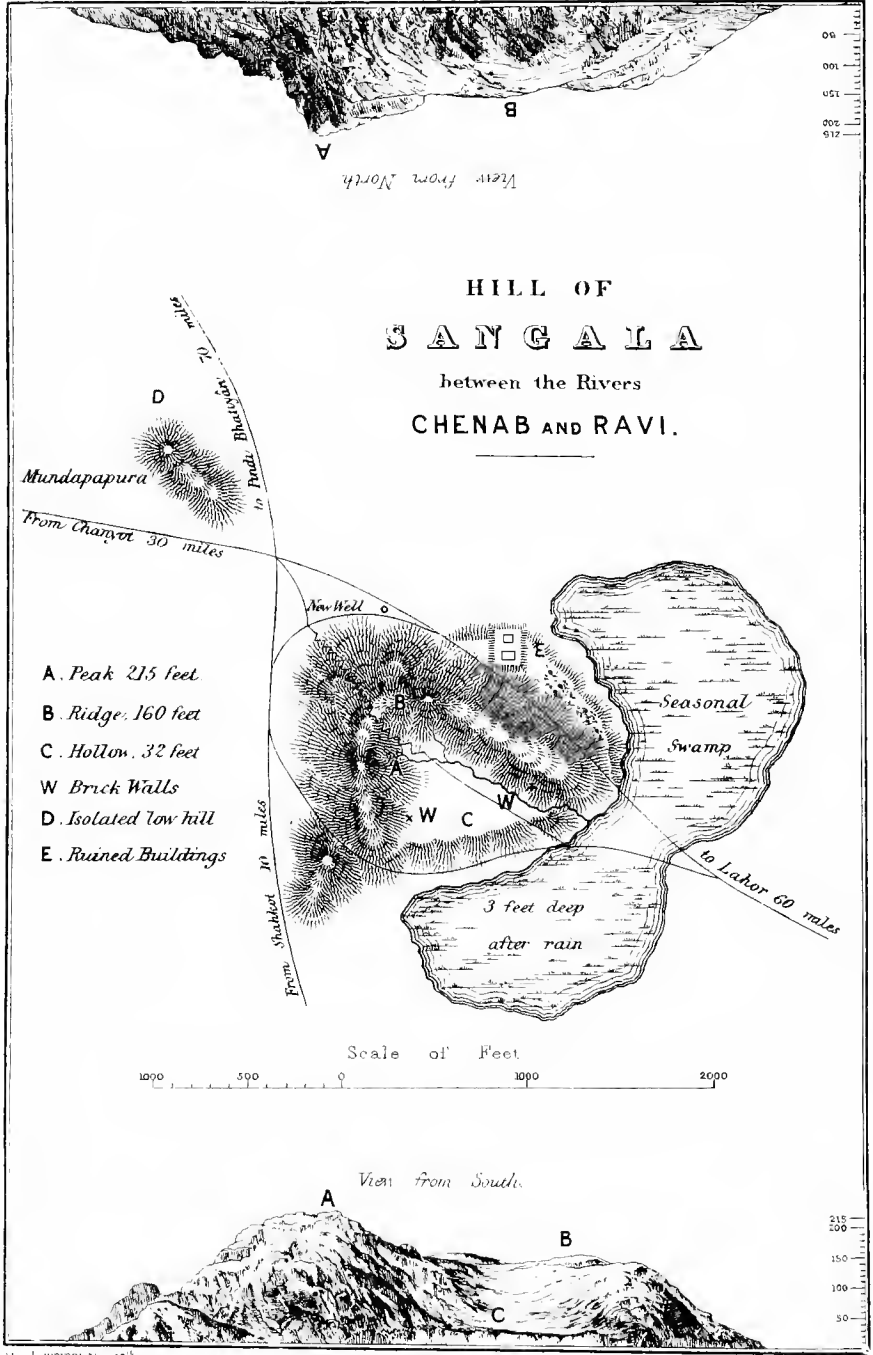 50
100
150
200
215
B
A
View from North
HILL OF
SANGALA
between the Rivers
CHENAB AND RAVI.
to Pindi Bhatiyân 70 miles
D
Mundapapura
From Chanyot 30 miles
New Well
E
B
A
W
W
C
Seasonal
Swamp
A. Peak 215 feet
B Ridge. 160 feet
C. Hollow. 32 feet
W Brick Walls
D. Isolated low hill
E. Ruined Buildings
From Shahkot 10 miles
3 feet deep
after rain
to Lahor 60 miles
Scale of Feet
1000 500 0 1000 2000
View from South.
A
B
C
215
200
150
100
50